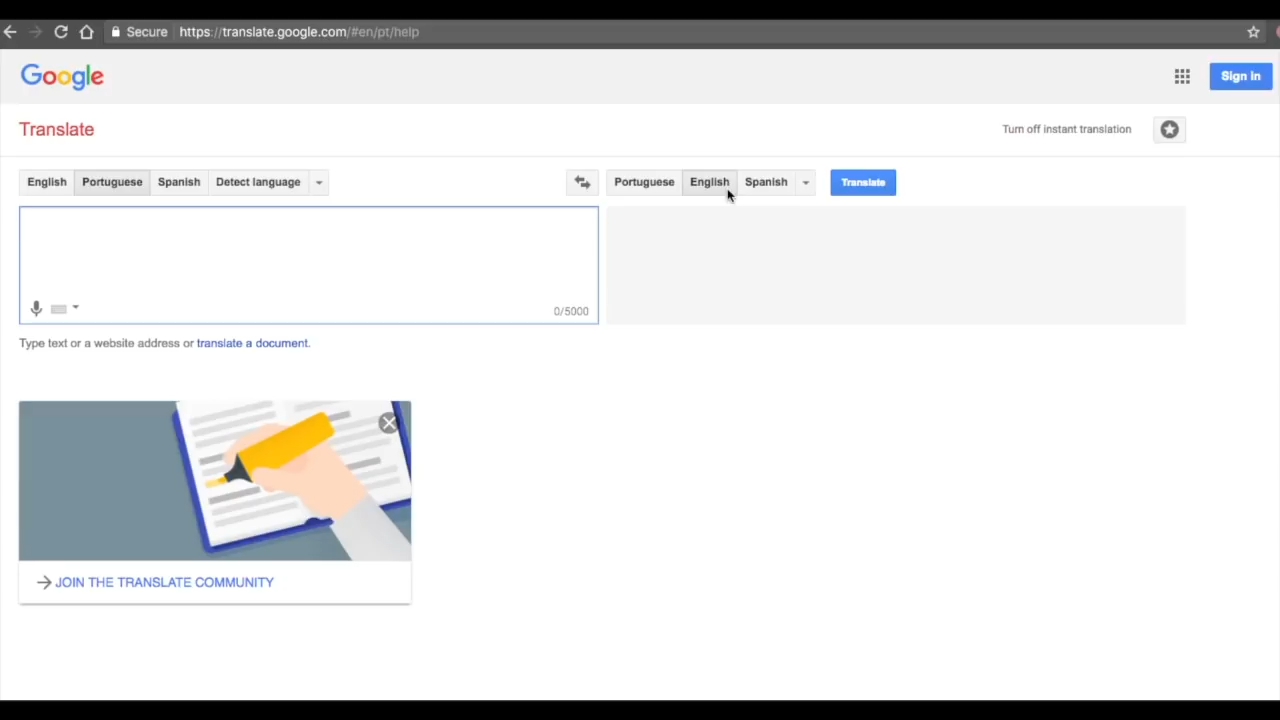 Secure https://translate.google.com/#en/pt/help
Google Sign in
Translate Turn off instant translation
English Portuguese Spanish Detect language Portuguese English Spanish Translate
0/5000
Type text or a website address or translate a document.
JOIN THE TRANSLATE COMMUNITY